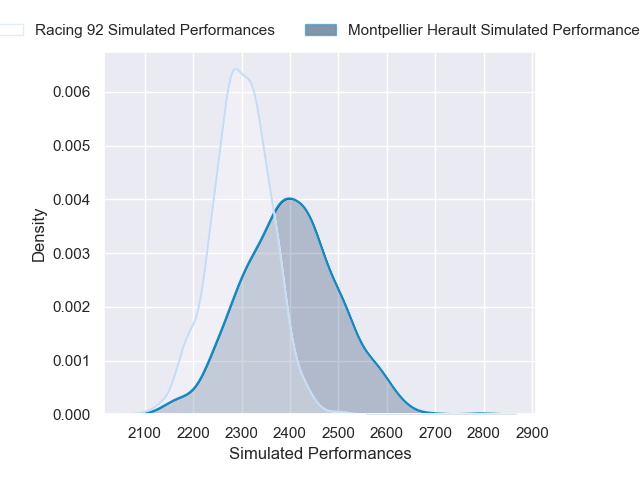 Racing 92 Simulated Performances
Montpellier Herault Simulated Performance
0.006
0.005
0.004
0.003
0.002
0.001
0.000
Density
2100 2200 2300 2400 2500 2600 2700 2800 2900
Simulated Performances